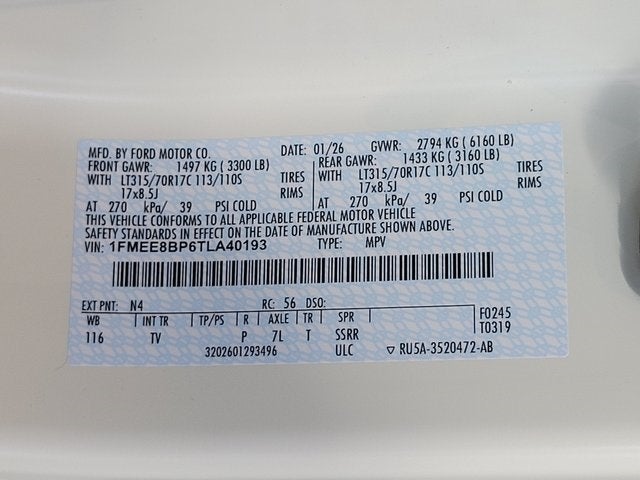 MFD. BY FORD MOTOR CO. DATE: 01/26 GVWR: 2794 KG ( 6160 LB)
FRONT GAWR: 1497 KG ( 3300 LB) REAR GAWR: 1433 KG ( 3160 LB)
WITH LT315/70R17C 113/110S TIRES WITH LT315/70R17C 113/110S TIRES
17x8.5J RIMS 17x8.5J RIMS
AT 270 kPa/ 39 PSI COLD AT 270 kPa/ 39 PSI COLD
THIS VEHICLE CONFORMS TO ALL APPLICABLE FEDERAL MOTOR VEHICLE
SAFETY STANDARDS IN EFFECT ON THE DATE OF MANUFACTURE SHOWN ABOVE.
VIN: 1FMEE8BP6TLA40193 TYPE: MPV
EXT PNT: N4 RC: 56 DSO:
WB INT TR TP/PS R AXLE TR SPR F0245
116 TV P 7L T SSRR T0319
3202601293496 ULC ▽ RU5A-3520472-AB